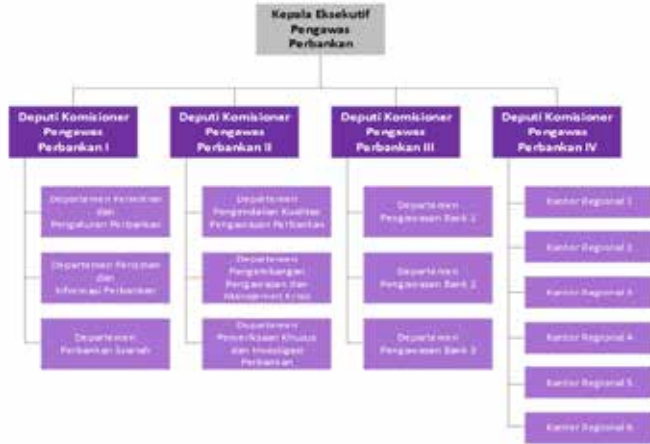 Kepala Eksekutif
Pengawas
Perbankan
Deputi Komisioner
Pengawas
Perbankan I
Deputi Komisioner
Pengawas
Perbankan II
Deputi Komisioner
Pengawas
Perbankan III
Deputi Komisioner
Pengawas
Perbankan IV
Departemen Penelitian
dan
Pengaturan Perbankan
Departemen Perizinan
dan
Informasi Perbankan
Departemen
Perbankan Syariah
Departemen
Pengendalian Kualitas
Pengawasan Perbankan
Departemen
Pengembangan
Pengawasan dan
Manajemen Krisis
Departemen
Pemeriksaan Khusus
dan Investigasi
Perbankan
Departemen
Pengawasan Bank 1
Departemen
Pengawasan Bank 2
Departemen
Pengawasan Bank 3
Kantor Regional 1
Kantor Regional 2
Kantor Regional 3
Kantor Regional 4
Kantor Regional 5
Kantor Regional 6